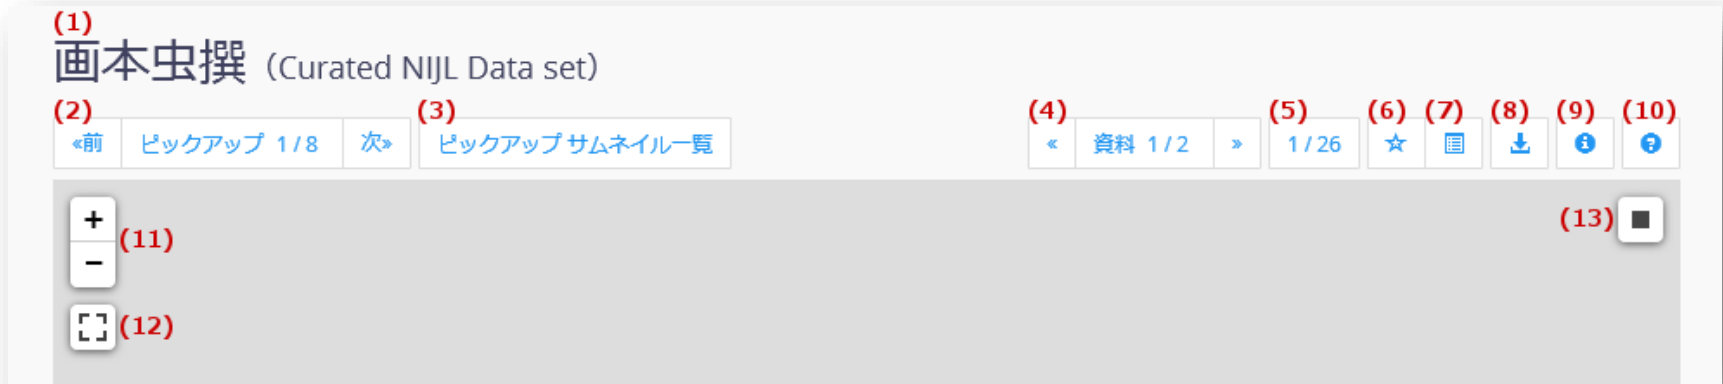 (1)
画本虫撰 (Curated NIJL Data set)
(2) (3) (4) (5) (6) (7) (8) (9) (10)
«前 ピックアップ 1 / 8 次» ピックアップ サムネイル一覧 « 資料 1 / 2 » 1 / 26
+ (13)
(11)
−
(12)